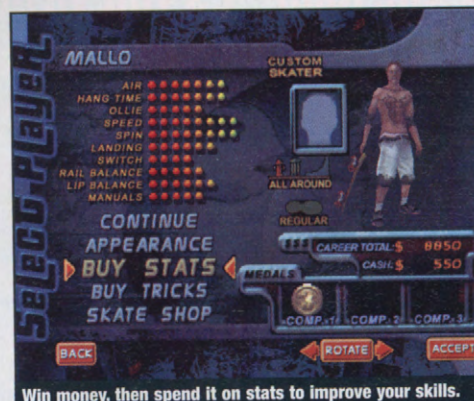 Select Player
MALLO
AIR
HANG TIME
OLLIE
SPEED
SPIN
LANDING
SWITCH
RAIL BALANCE
LIP BALANCE
MANUALS
CUSTOM
SKATER
ALL AROUND
REGULAR
CONTINUE
APPEARANCE
BUY STATS
BUY TRICKS
SKATE SHOP
CAREER TOTAL: $ 8850
CASH: $ 550
MEDALS
COMP. 1 COMP. 2 COMP. 3
BACK
ROTATE
ACCEPT
Win money, then spend it on stats to improve your skills.